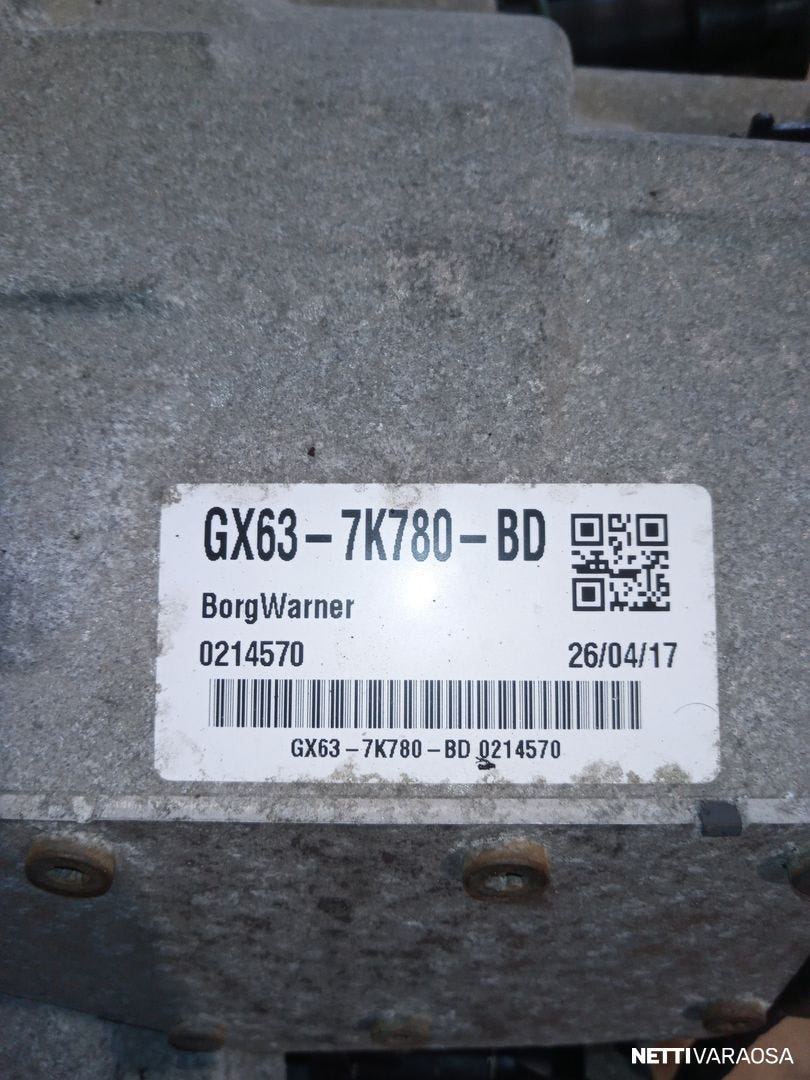 GX63-7K780-BD
BorgWarner
0214570
26/04/17
GX63-7K780-BD 0214570
NETTIVARAOSA